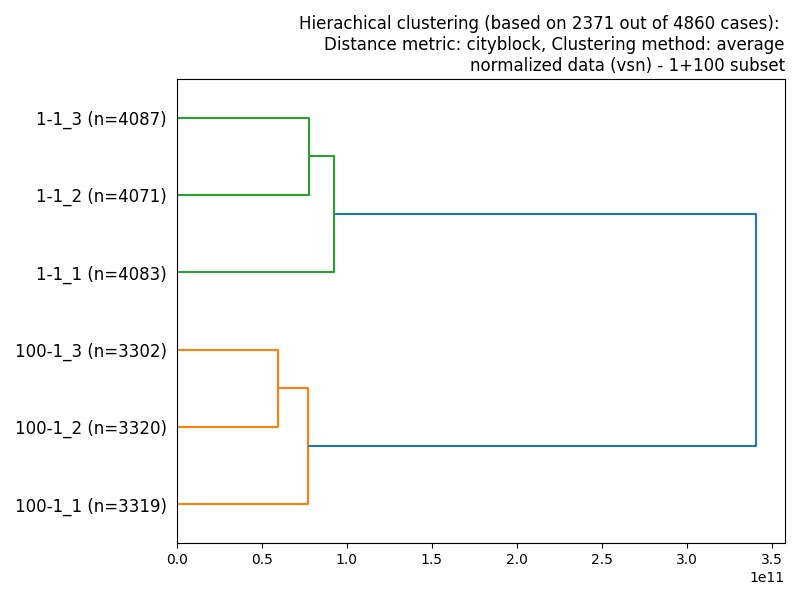 Hierachical clustering (based on 2371 out of 4860 cases):
Distance metric: cityblock, Clustering method: average
normalized data (vsn) - 1+100 subset
1-1_3 (n=4087)
1-1_2 (n=4071)
1-1_1 (n=4083)
100-1_3 (n=3302)
100-1_2 (n=3320)
100-1_1 (n=3319)
0.0 0.5 1.0 1.5 2.0 2.5 3.0 3.5
1e11